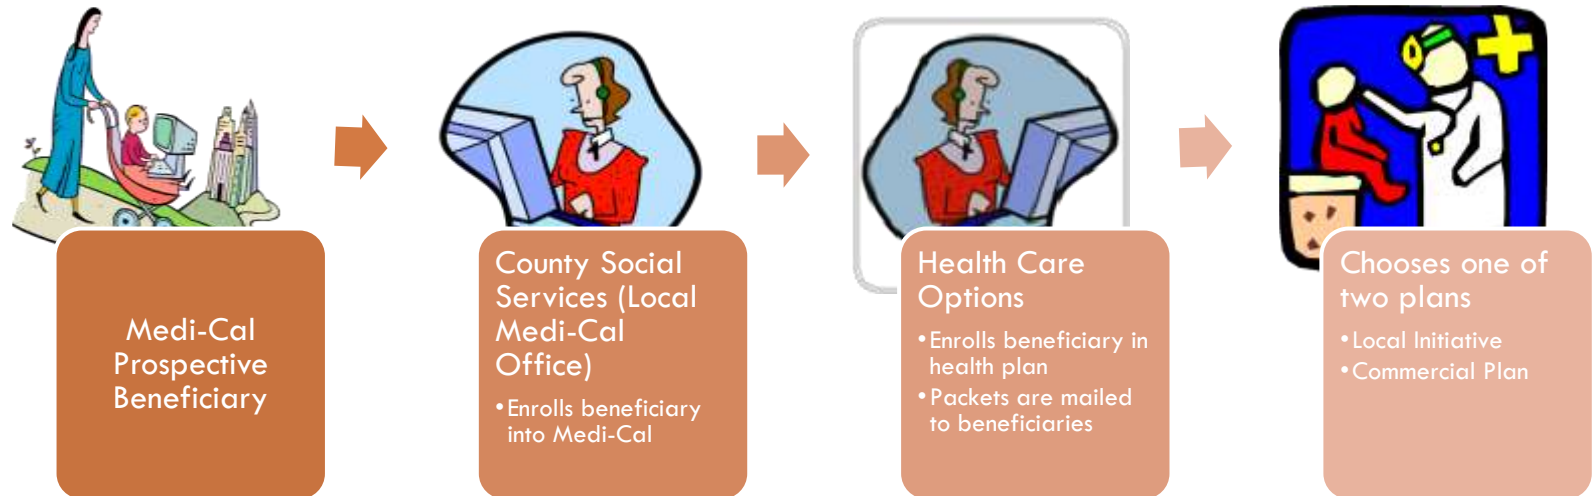 Medi-Cal
Prospective
Beneficiary
County Social
Services (Local
Medi-Cal
Office)
•Enrolls beneficiary
into Medi-Cal
Health Care
Options
•Enrolls beneficiary in
health plan
•Packets are mailed
to beneficiaries
Chooses one of
two plans
•Local Initiative
•Commercial Plan